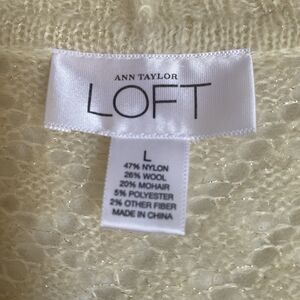 ANN TAYLOR
LOFT
L
47% NYLON
26% WOOL
20% MOHAIR
5% POLYESTER
2% OTHER FIBER
MADE IN CHINA